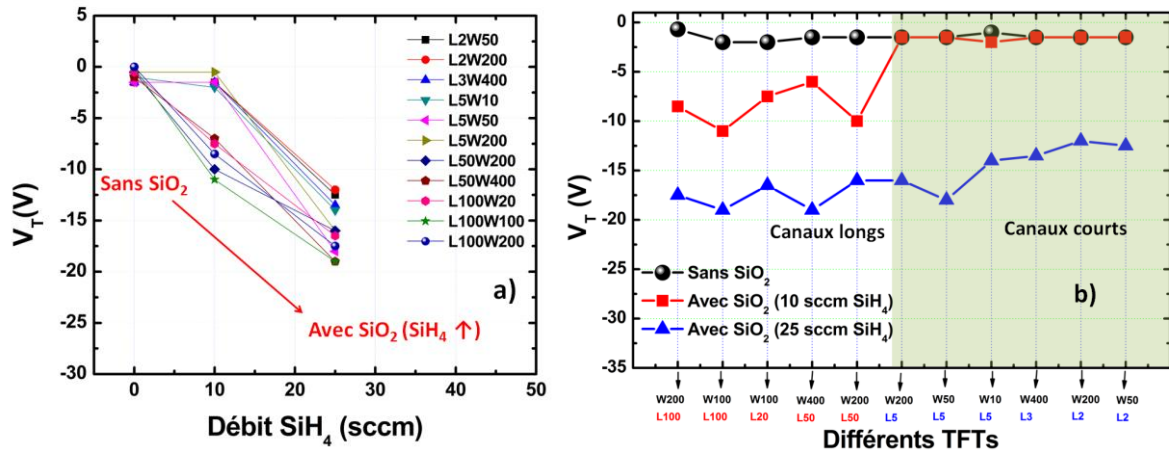 0
-5
-10
-15
-20
-25
-30
V_T(V)
0 10 20 30 40 50
Débit SiH₄ (sccm)
L2W50
L2W200
L3W400
L5W10
L5W50
L5W200
L50W200
L50W400
L100W20
L100W100
L100W200
Sans SiO₂
Avec SiO₂ (SiH₄ ↑)
a)
0
-5
-10
-15
-20
-25
-30
-35
V_T (V)
Canaux longs
Canaux courts
Sans SiO₂
Avec SiO₂ (10 sccm SiH₄)
Avec SiO₂ (25 sccm SiH₄)
b)
W200 W100 W100 W400 W200 W200 W50 W10 W400 W200 W50
L100 L100 L20 L50 L50 L5 L5 L5 L3 L2 L2
Différents TFTs